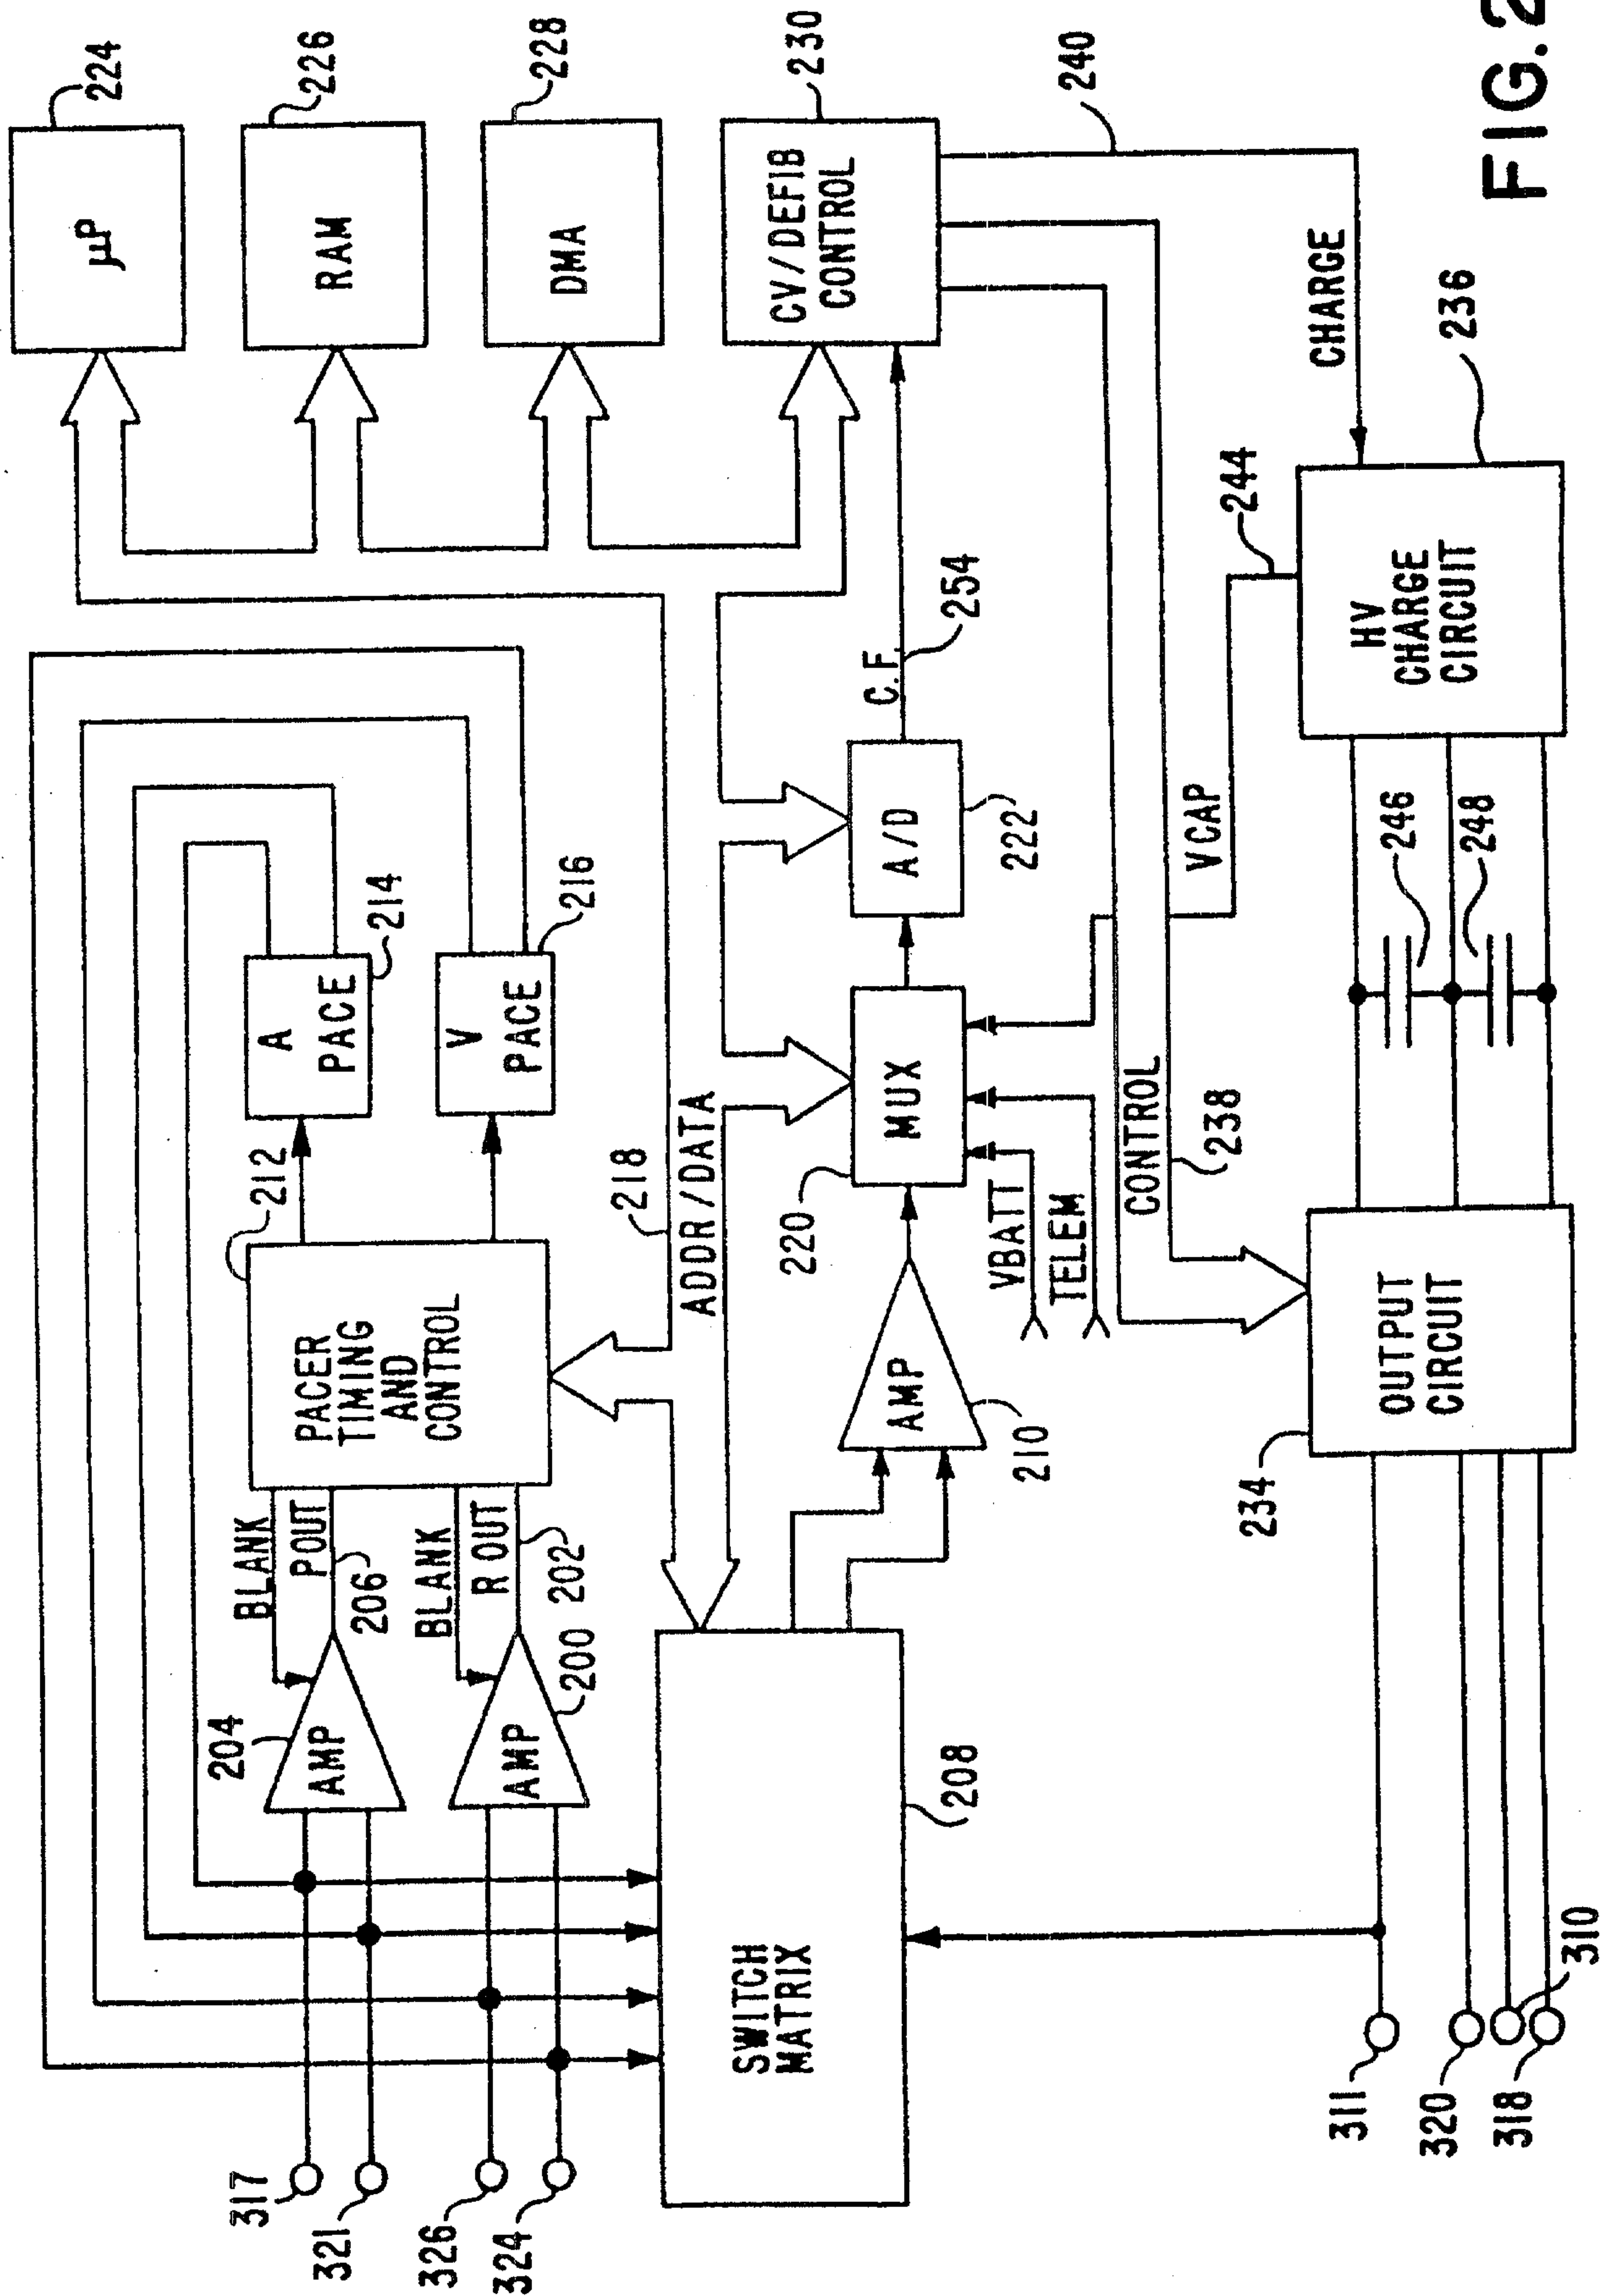 224
µP
226
RAM
228
DMA
230
CV/DEFIB
CONTROL
240
CHARGE
236
HV
CHARGE
CIRCUIT
244
VCAP
246
248
C.F.
254
A/D
222
MUX
220
VBATT
TELEM
CONTROL
238
A
PACE
214
V
PACE
216
212
PACER
TIMING
AND
CONTROL
218
ADDR/DATA
BLANK
POUT
206
BLANK
R OUT
202
204
AMP
AMP
200
AMP
210
SWITCH
MATRIX
208
234
OUTPUT
CIRCUIT
317
321
326
324
311
320
318
310
FIG. 2